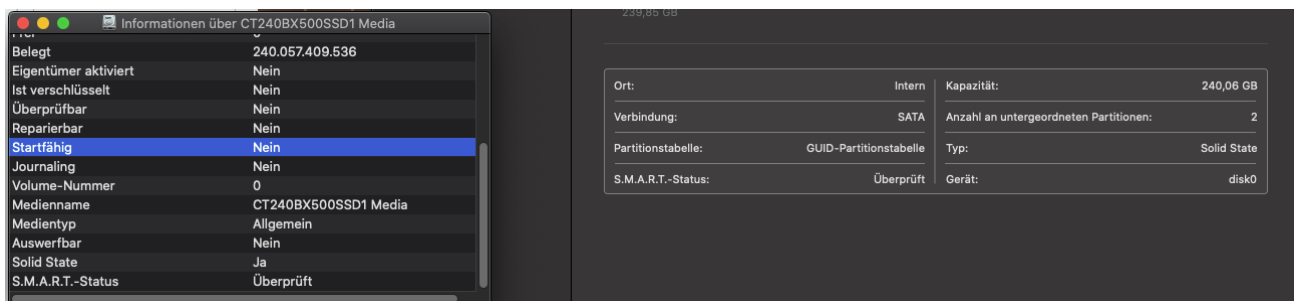 Informationen über CT240BX500SSD1 Media
Belegt 240.057.409.536
Eigentümer aktiviert Nein
Ist verschlüsselt Nein
Überprüfbar Nein
Reparierbar Nein
Startfähig Nein
Journaling Nein
Volume-Nummer 0
Medienname CT240BX500SSD1 Media
Medientyp Allgemein
Auswerfbar Nein
Solid State Ja
S.M.A.R.T.-Status Überprüft
239,85 GB
Ort: Intern Kapazität: 240,06 GB
Verbindung: SATA Anzahl an untergeordneten Partitionen: 2
Partitionstabelle: GUID-Partitionstabelle Typ: Solid State
S.M.A.R.T.-Status: Überprüft Gerät: disk0